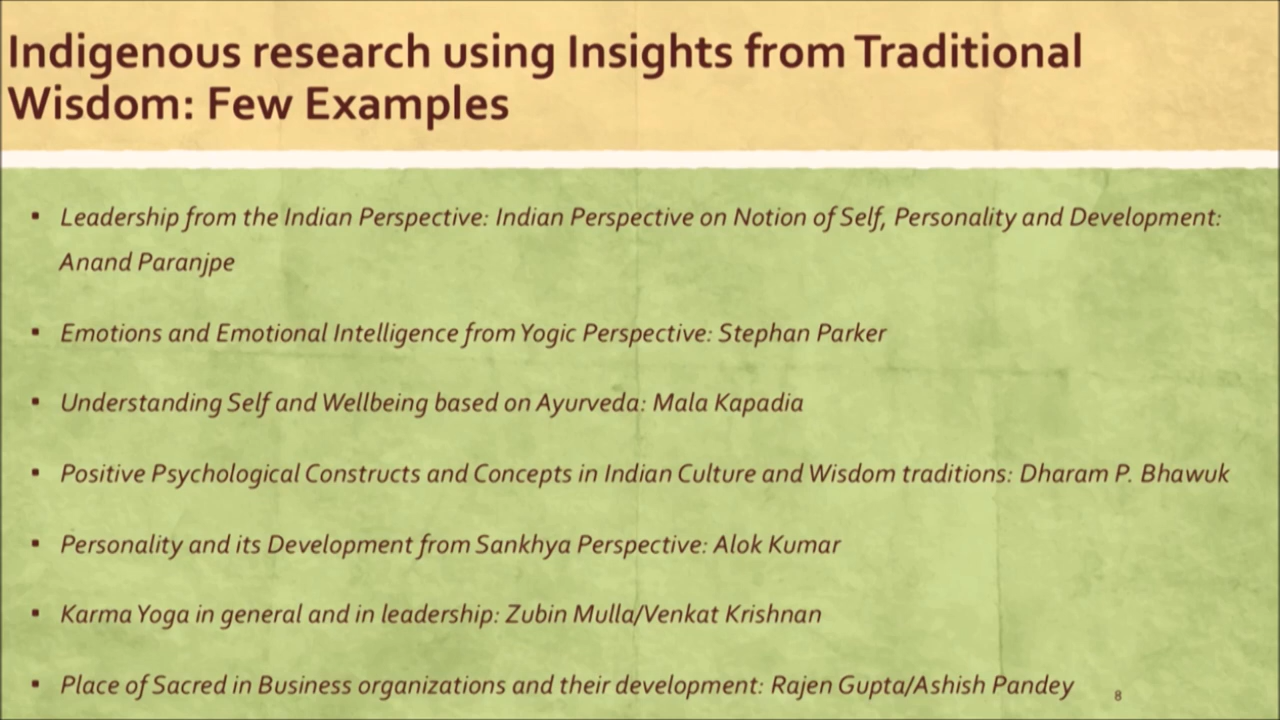 Indigenous research using Insights from Traditional
Wisdom: Few Examples
▪ Leadership from the Indian Perspective: Indian Perspective on Notion of Self, Personality and Development:
Anand Paranjpe
▪ Emotions and Emotional Intelligence from Yogic Perspective: Stephan Parker
▪ Understanding Self and Wellbeing based on Ayurveda: Mala Kapadia
▪ Positive Psychological Constructs and Concepts in Indian Culture and Wisdom traditions: Dharam P. Bhawuk
▪ Personality and its Development from Sankhya Perspective: Alok Kumar
▪ Karma Yoga in general and in leadership: Zubin Mulla/Venkat Krishnan
▪ Place of Sacred in Business organizations and their development: Rajen Gupta/Ashish Pandey
8